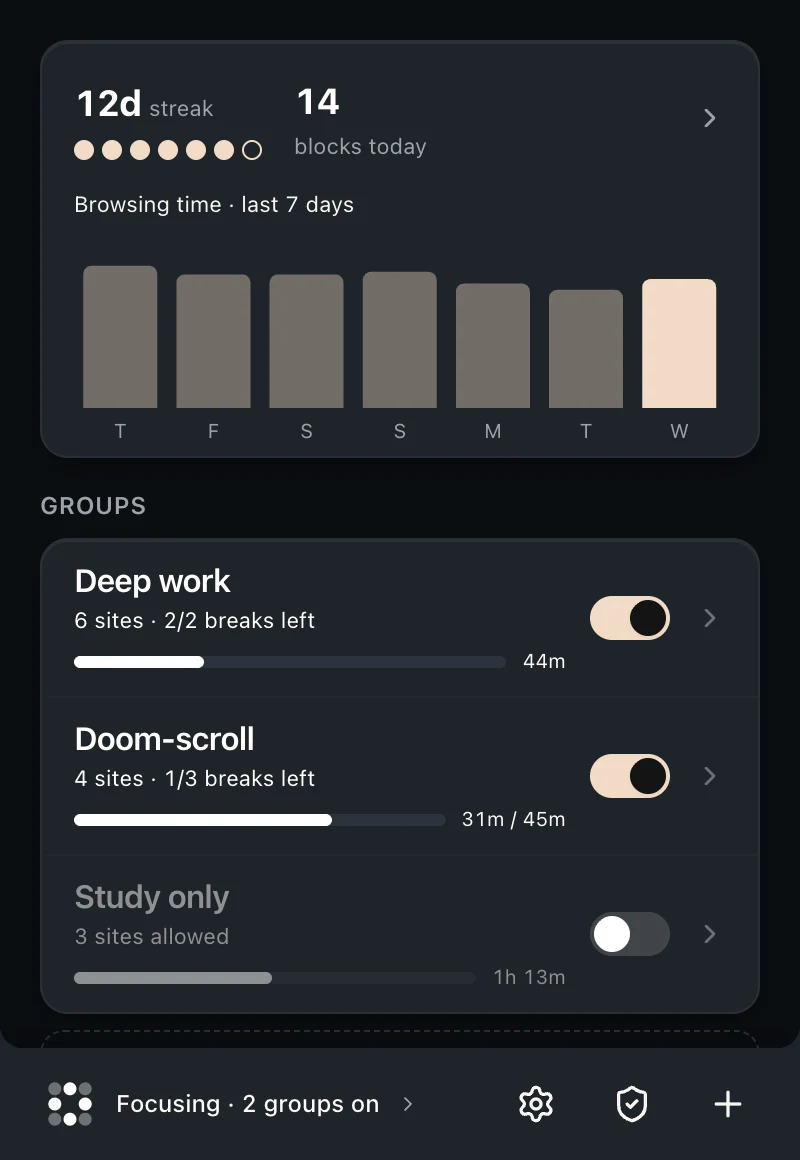 12d streak
14
blocks today
Browsing time · last 7 days
T F S S M T W
GROUPS
Deep work
6 sites · 2/2 breaks left
44m
Doom-scroll
4 sites · 1/3 breaks left
31m / 45m
Study only
3 sites allowed
1h 13m
Focusing · 2 groups on